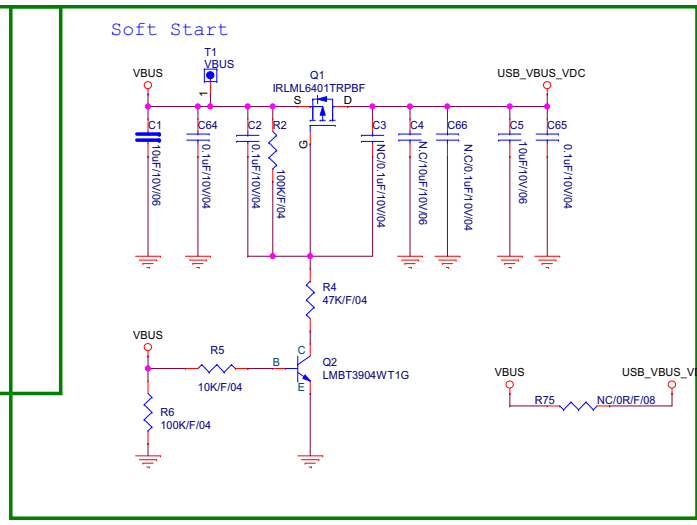 Soft Start
T1
VBUS
VBUS
1
Q1
IRLML6401TRPBF
S
D
G
USB_VBUS_VDC
C1
10uF/10V/06
C64
0.1uF/10V/04
C2
0.1uF/10V/04
R2
100K/F/04
C3
NC/0.1uF/10V/04
C4
N.C/10uF/10V/06
C66
N.C/0.1uF/10V/04
C5
10uF/10V/06
C65
0.1uF/10V/04
R4
47K/F/04
VBUS
R5
10K/F/04
B
C
E
Q2
LMBT3904WT1G
R6
100K/F/04
VBUS
USB_VBUS_V
R75
NC/0R/F/08